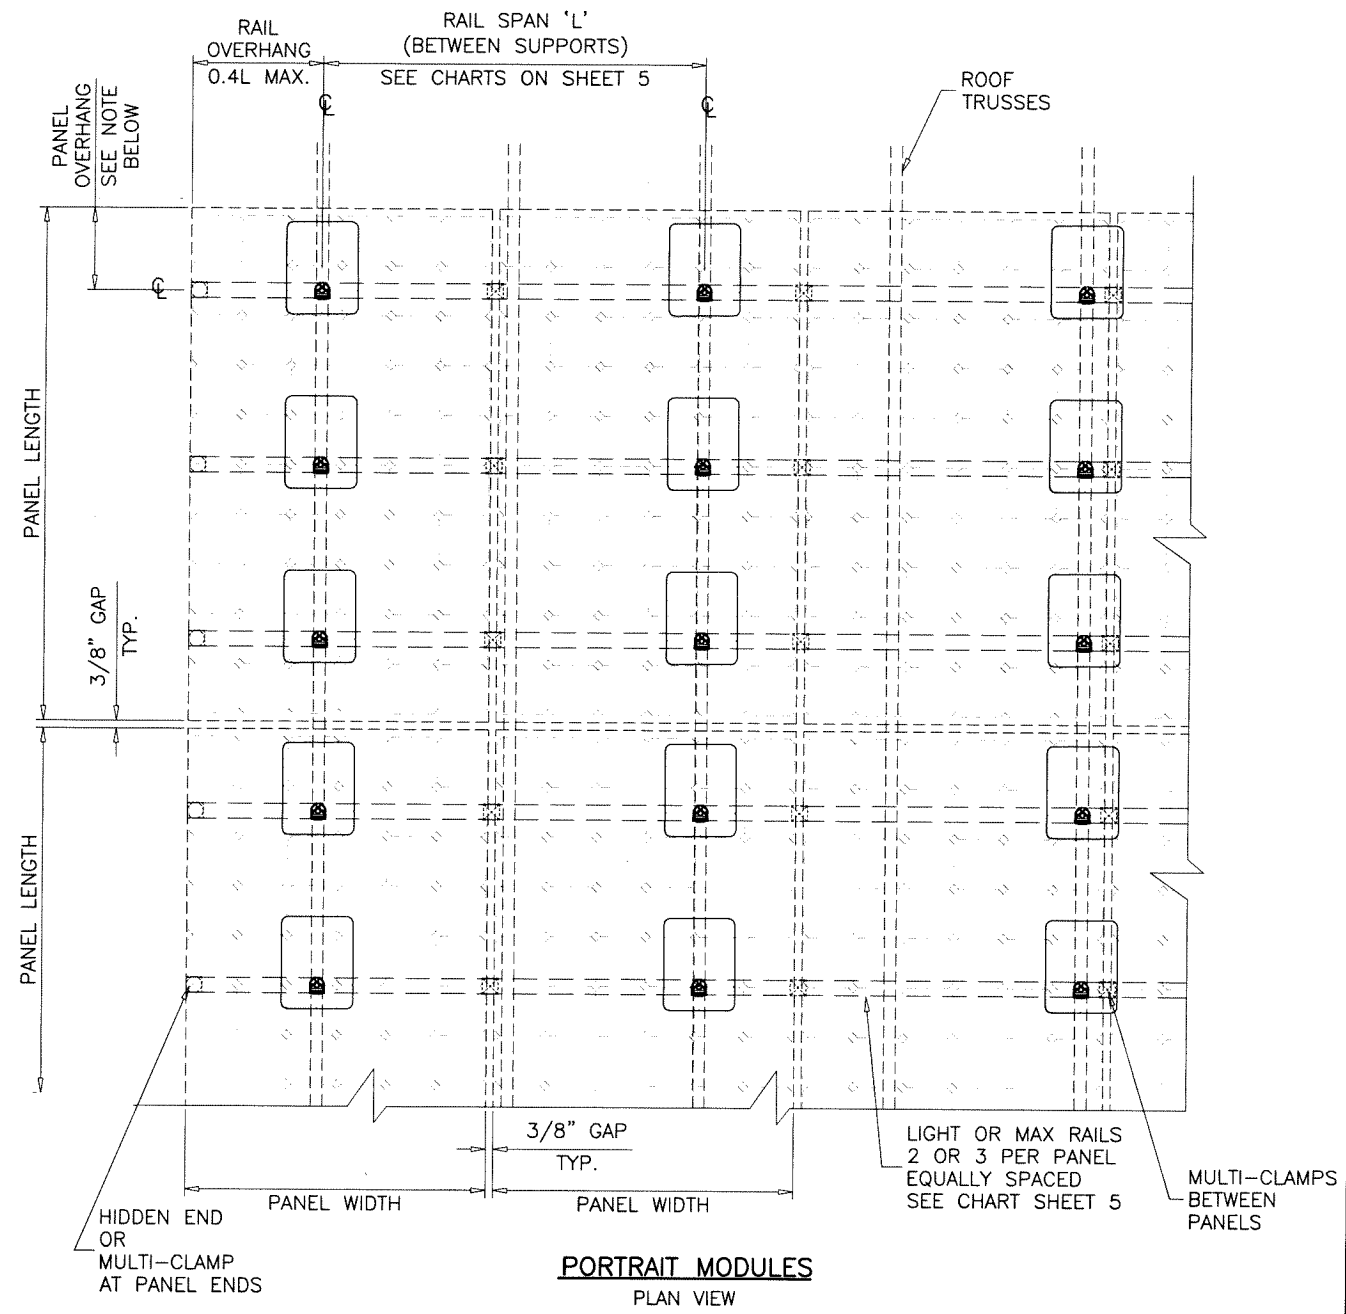 RAIL
OVERHANG
0.4L MAX.
RAIL SPAN 'L'
(BETWEEN SUPPORTS)
SEE CHARTS ON SHEET 5
ROOF
TRUSSES
PANEL
OVERHANG
SEE NOTE
BELOW
℄
℄
℄
PANEL LENGTH
3/8" GAP
TYP.
PANEL LENGTH
3/8" GAP
TYP.
PANEL WIDTH
PANEL WIDTH
LIGHT OR MAX RAILS
2 OR 3 PER PANEL
EQUALLY SPACED
SEE CHART SHEET 5
MULTI-CLAMPS
BETWEEN
PANELS
HIDDEN END
OR
MULTI-CLAMP
AT PANEL ENDS
PORTRAIT MODULES
PLAN VIEW